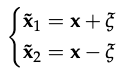 x̃₁ = x + ξ
x̃₂ = x − ξ